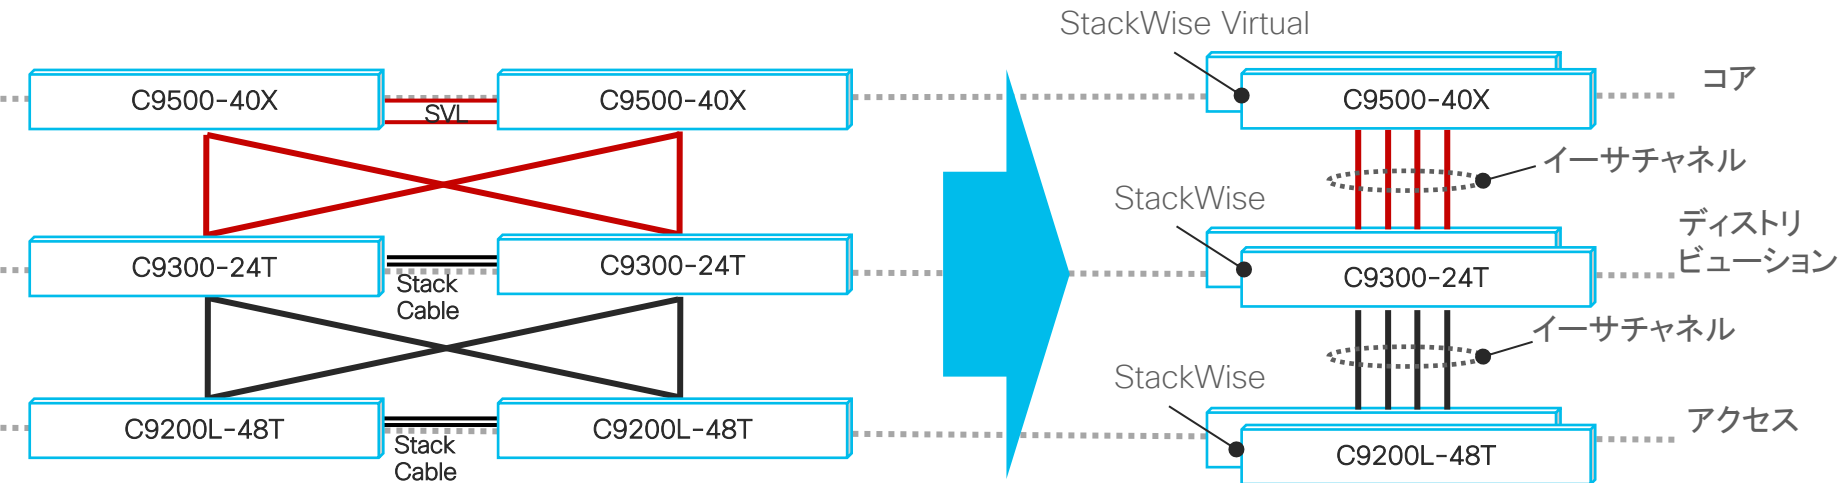 StackWise Virtual
C9500-40X
SVL
C9500-40X
C9500-40X
コア
イーサチャネル
StackWise
C9300-24T
Stack
Cable
C9300-24T
C9300-24T
ディストリ
ビューション
イーサチャネル
StackWise
C9200L-48T
Stack
Cable
C9200L-48T
C9200L-48T
アクセス